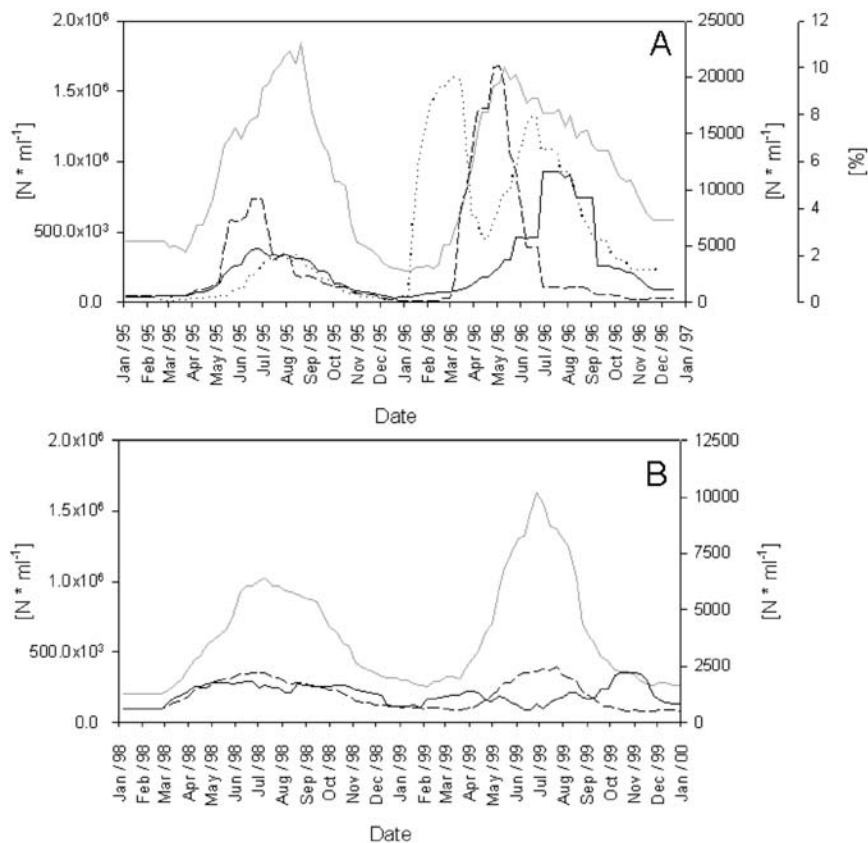 A
2.0x10⁶
1.5x10⁶
1.0x10⁶
500.0x10³
0.0
[N * ml⁻¹]
25000
20000
15000
10000
5000
0
[N * ml⁻¹]
12
10
8
6
4
2
0
[%]
Jan / 95
Feb / 95
Mar / 95
Apr / 95
May / 95
Jun / 95
Jul / 95
Aug / 95
Sep / 95
Oct / 95
Nov / 95
Dec / 95
Jan / 96
Feb / 96
Mar / 96
Apr / 96
May / 96
Jun / 96
Jul / 96
Aug / 96
Sep / 96
Oct / 96
Nov / 96
Dec / 96
Jan / 97
Date
B
2.0x10⁶
1.5x10⁶
1.0x10⁶
500.0x10³
0.0
[N * ml⁻¹]
12500
10000
7500
5000
2500
0
[N * ml⁻¹]
Jan / 98
Feb / 98
Mar / 98
Apr / 98
May / 98
Jun / 98
Jul / 98
Aug / 98
Sep / 98
Oct / 98
Nov / 98
Dec / 98
Jan / 99
Feb / 99
Mar / 99
Apr / 99
May / 99
Jun / 99
Jul / 99
Aug / 99
Sep / 99
Oct / 99
Nov / 99
Dec / 99
Jan / 00
Date